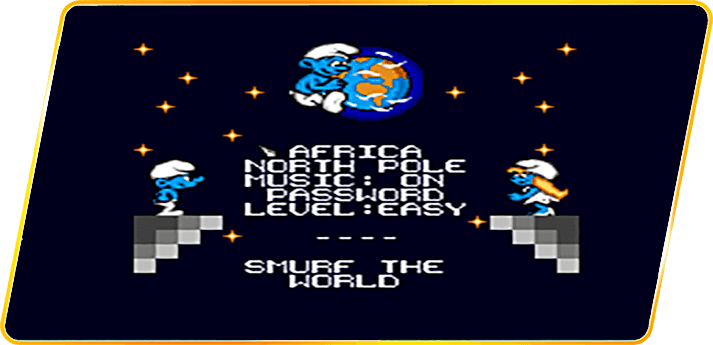 AFRICA
NORTH POLE
MUSIC: ON
PASSWORD
LEVEL:EASY
----
SMURF THE
WORLD